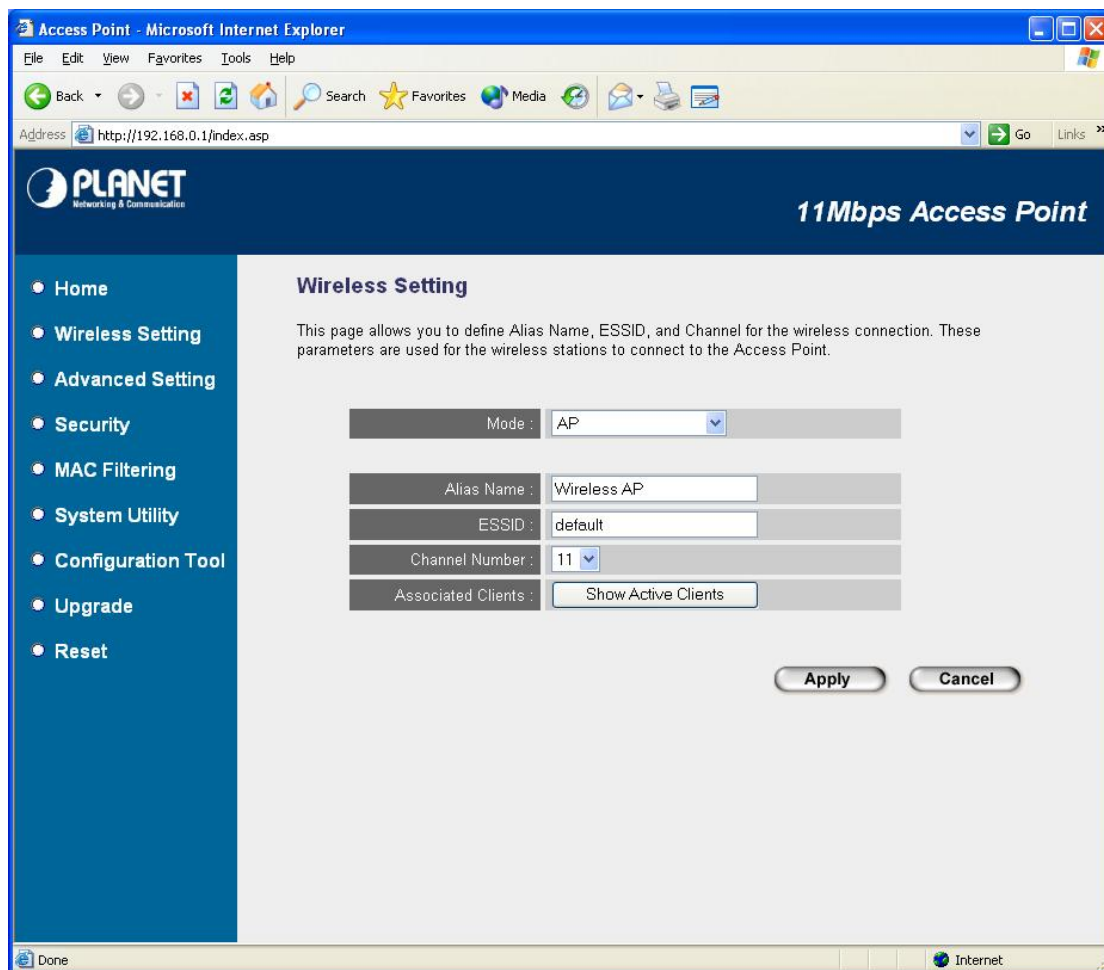 Access Point - Microsoft Internet Explorer
File Edit View Favorites Tools Help
Back Search Favorites Media
Address http://192.168.0.1/index.asp Go Links »
PLANET
Networking & Communication
11Mbps Access Point
Home
Wireless Setting
Advanced Setting
Security
MAC Filtering
System Utility
Configuration Tool
Upgrade
Reset
Wireless Setting
This page allows you to define Alias Name, ESSID, and Channel for the wireless connection. These
parameters are used for the wireless stations to connect to the Access Point.
Mode : AP
Alias Name : Wireless AP
ESSID : default
Channel Number : 11
Associated Clients : Show Active Clients
Apply Cancel
Done Internet